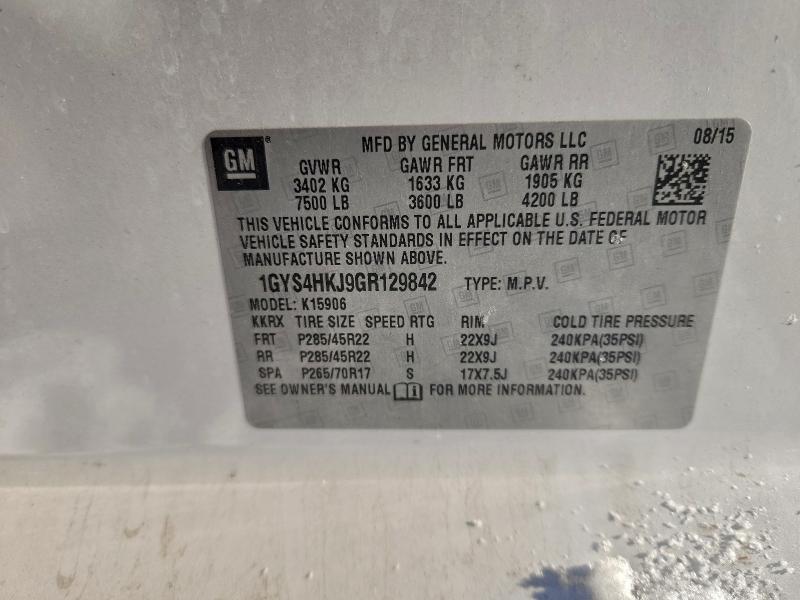 GM ® MFD BY GENERAL MOTORS LLC 08/15
GVWR GAWR FRT GAWR RR
3402 KG 1633 KG 1905 KG
7500 LB 3600 LB 4200 LB
THIS VEHICLE CONFORMS TO ALL APPLICABLE U.S. FEDERAL MOTOR
VEHICLE SAFETY STANDARDS IN EFFECT ON THE DATE OF
MANUFACTURE SHOWN ABOVE.
1GYS4HKJ9GR129842 TYPE: M.P.V.
MODEL: K15906
KKRX TIRE SIZE SPEED RTG RIM COLD TIRE PRESSURE
FRT P285/45R22 H 22X9J 240KPA(35PSI)
RR P285/45R22 H 22X9J 240KPA(35PSI)
SPA P265/70R17 S 17X7.5J 240KPA(35PSI)
SEE OWNER'S MANUAL FOR MORE INFORMATION.